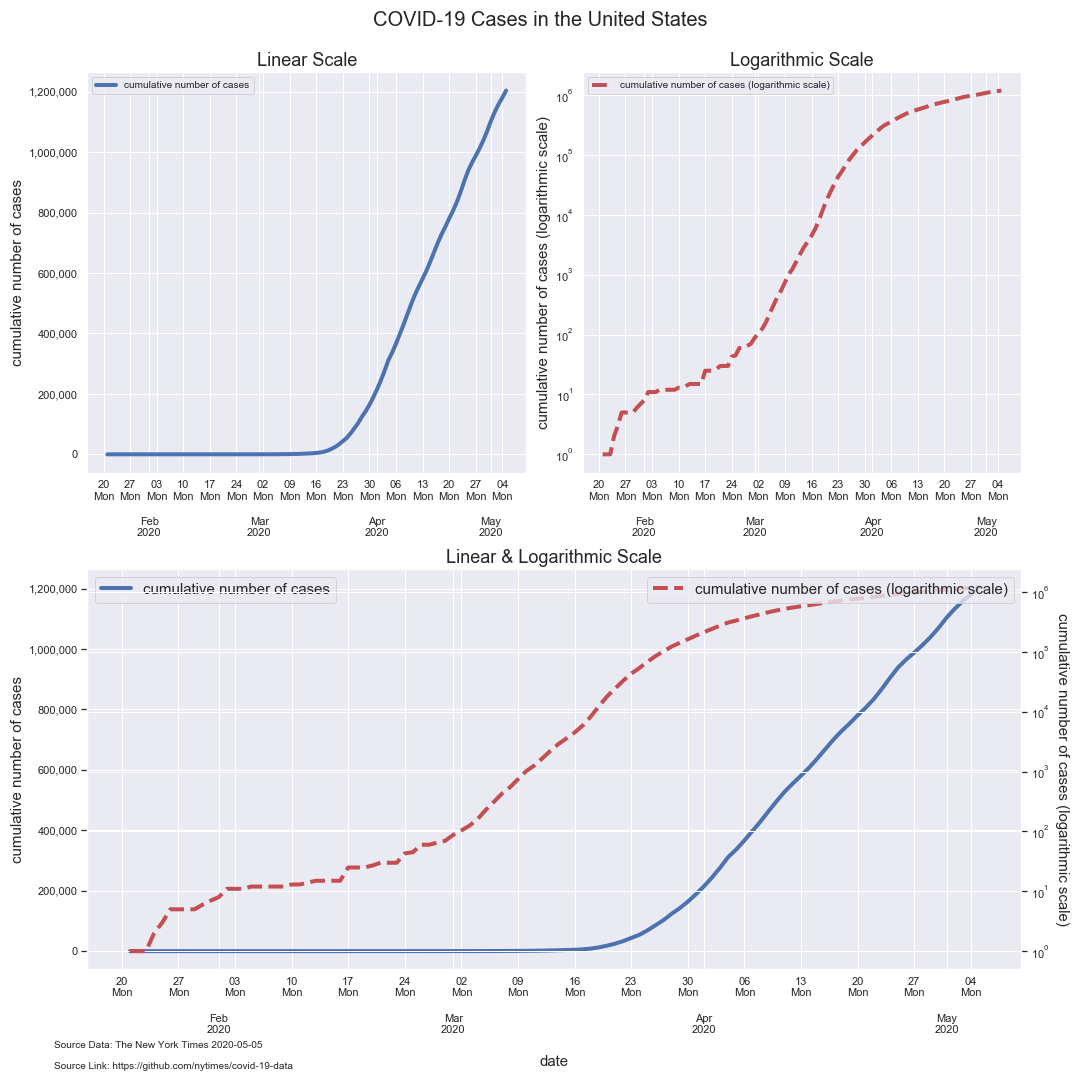 COVID-19 Cases in the United States
Linear Scale
cumulative number of cases
cumulative number of cases
1,200,000
1,000,000
800,000
600,000
400,000
200,000
0
20 27 03 10 17 24 02 09 16 23 30 06 13 20 27 04
Mon Mon Mon Mon Mon Mon Mon Mon Mon Mon Mon Mon Mon Mon Mon Mon
Feb Mar Apr May
2020 2020 2020 2020
Logarithmic Scale
cumulative number of cases (logarithmic scale)
cumulative number of cases (logarithmic scale)
10⁶
10⁵
10⁴
10³
10²
10¹
10⁰
20 27 03 10 17 24 02 09 16 23 30 06 13 20 27 04
Mon Mon Mon Mon Mon Mon Mon Mon Mon Mon Mon Mon Mon Mon Mon Mon
Feb Mar Apr May
2020 2020 2020 2020
Linear & Logarithmic Scale
cumulative number of cases
cumulative number of cases (logarithmic scale)
cumulative number of cases
1,200,000
1,000,000
800,000
600,000
400,000
200,000
0
10⁶
10⁵
10⁴
10³
10²
10¹
10⁰
cumulative number of cases (logarithmic scale)
20 27 03 10 17 24 02 09 16 23 30 06 13 20 27 04
Mon Mon Mon Mon Mon Mon Mon Mon Mon Mon Mon Mon Mon Mon Mon Mon
Feb Mar Apr May
2020 2020 2020 2020
date
Source Data: The New York Times 2020-05-05
Source Link: https://github.com/nytimes/covid-19-data